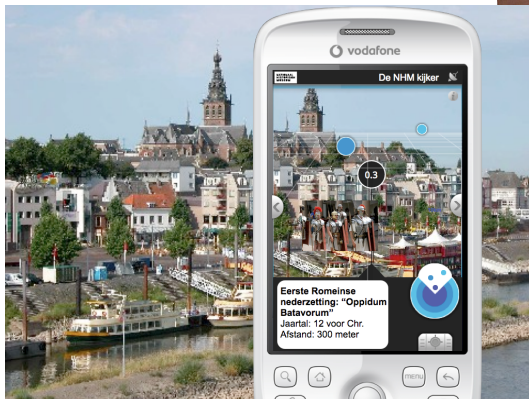 vodafone
De NHM kijker
0.3
Eerste Romeinse
nederzetting: “Oppidum
Batavorum”
Jaartal: 12 voor Chr.
Afstand: 300 meter
MENU